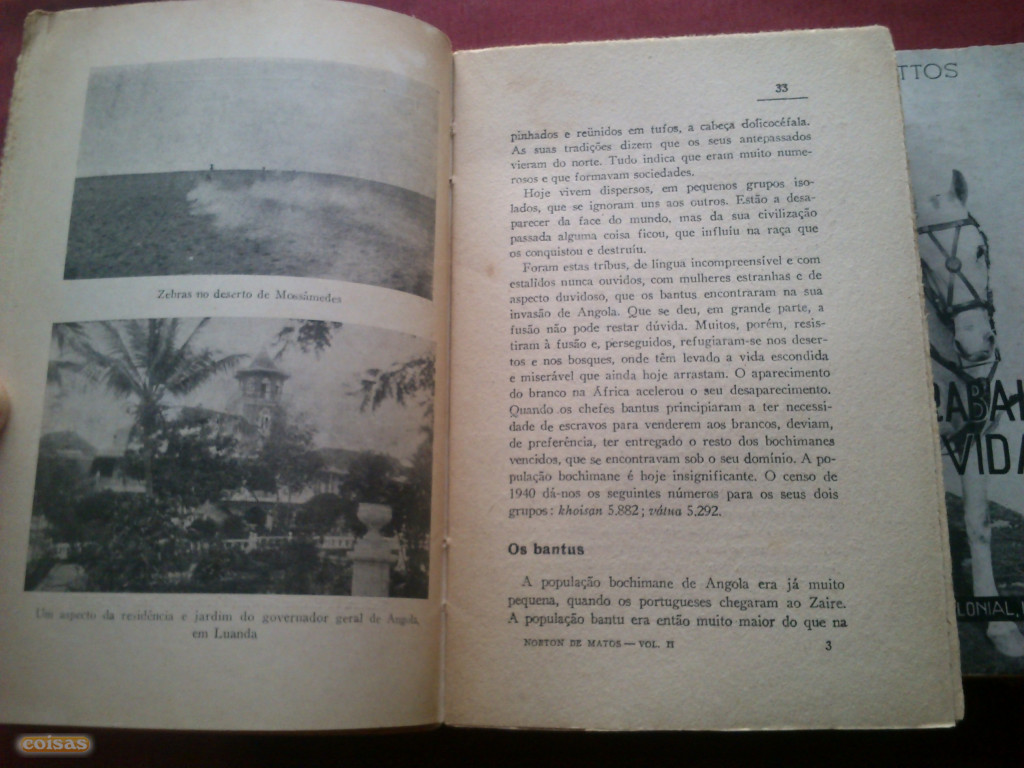 Zebras no deserto de Mossâmedes
Um aspecto da residência e jardim do governador geral de Angola,
em Luanda
33
pinhados e reünidos em tufos, a cabeça dolicocéfala.
As suas tradições dizem que os seus antepassados
vieram do norte. Tudo indica que eram muito nume-
rosos e que formavam sociedades.
Hoje vivem dispersos, em pequenos grupos iso-
lados, que se ignoram uns aos outros. Estão a desa-
parecer da face do mundo, mas da sua civilização
passada alguma coisa ficou, que influíu na raça que
os conquistou e destruíu.
Foram estas tríbus, de língua incompreensível e com
estalidos nunca ouvidos, com mulheres estranhas e de
aspecto duvidoso, que os bantus encontraram na sua
invasão de Angola. Que se deu, em grande parte, a
fusão não pode restar dúvida. Muitos, porém, resis-
tiram à fusão e, perseguidos, refugiaram-se nos deser-
tos e nos bosques, onde têm levado a vida escondida
e miserável que ainda hoje arrastam. O aparecimento
do branco na África acelerou o seu desaparecimento.
Quando os chefes bantus principiaram a ter necessi-
dade de escravos para venderem aos brancos, deviam,
de preferência, ter entregado o resto dos bochimanes
vencidos, que se encontravam sob o seu domínio. A po-
pulação bochimane é hoje insignificante. O censo de
1940 dá-nos os seguintes números para os seus dois
grupos: khoisan 5.882; vátua 5.292.
Os bantus
A população bochimane de Angola era já muito
pequena, quando os portugueses chegaram ao Zaire.
A população bantu era então muito maior do que na
NORTON DE MATOS — VOL. II 3
TTOS
RABAL
VIDA
LONIAL,
coisas